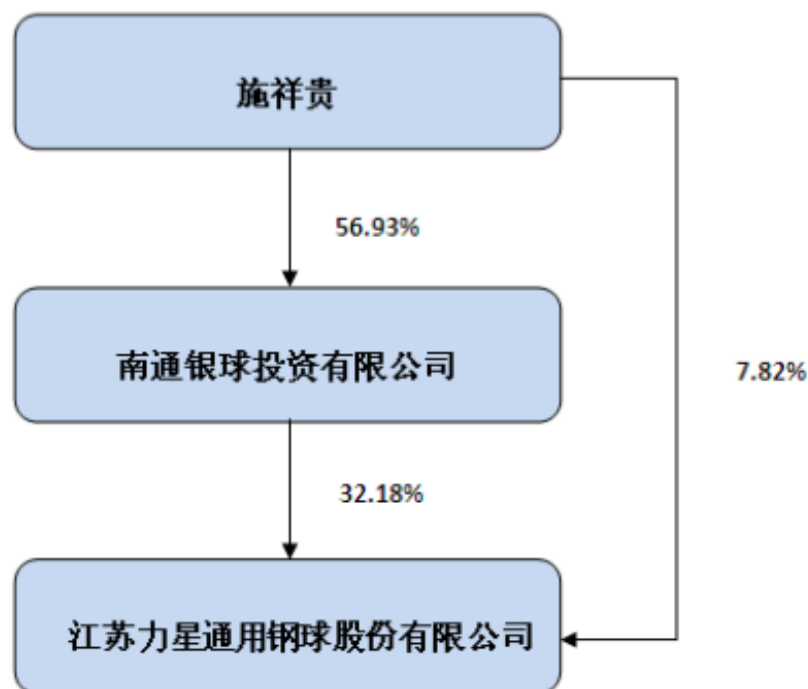 施祥贵
56.93%
南通银球投资有限公司
7.82%
32.18%
江苏力星通用钢球股份有限公司